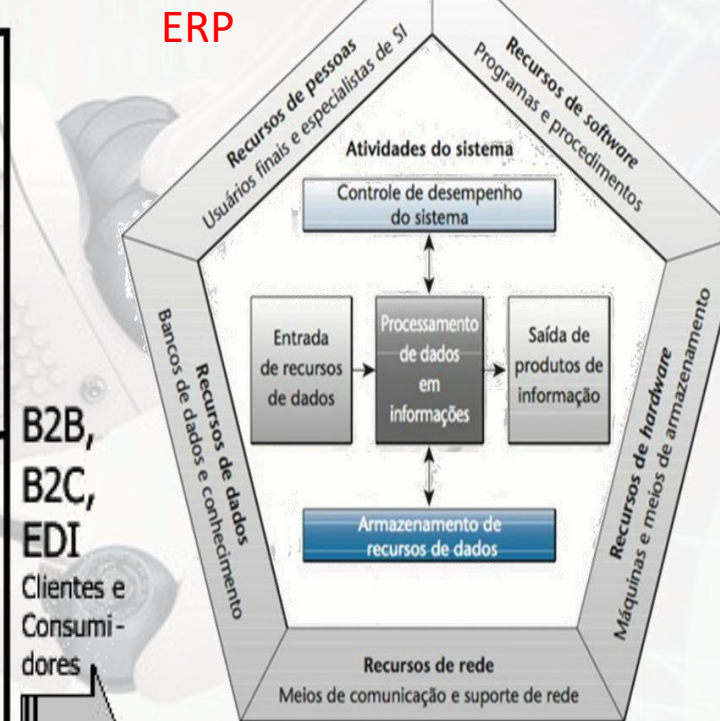 ERP
Recursos de pessoas
Usuários finais e especialistas de SI
Recursos de software
Programas e procedimentos
Atividades do sistema
Controle de desempenho
do sistema
Entrada
de recursos
de dados
Processamento
de dados
em
informações
Saída de
produtos de
informação
Armazenamento de
recursos de dados
Recursos de dados
Bancos de dados e conhecimento
Recursos de hardware
Máquinas e meios de armazenamento
Recursos de rede
Meios de comunicação e suporte de rede
B2B,
B2C,
EDI
Clientes e
Consumi-
dores